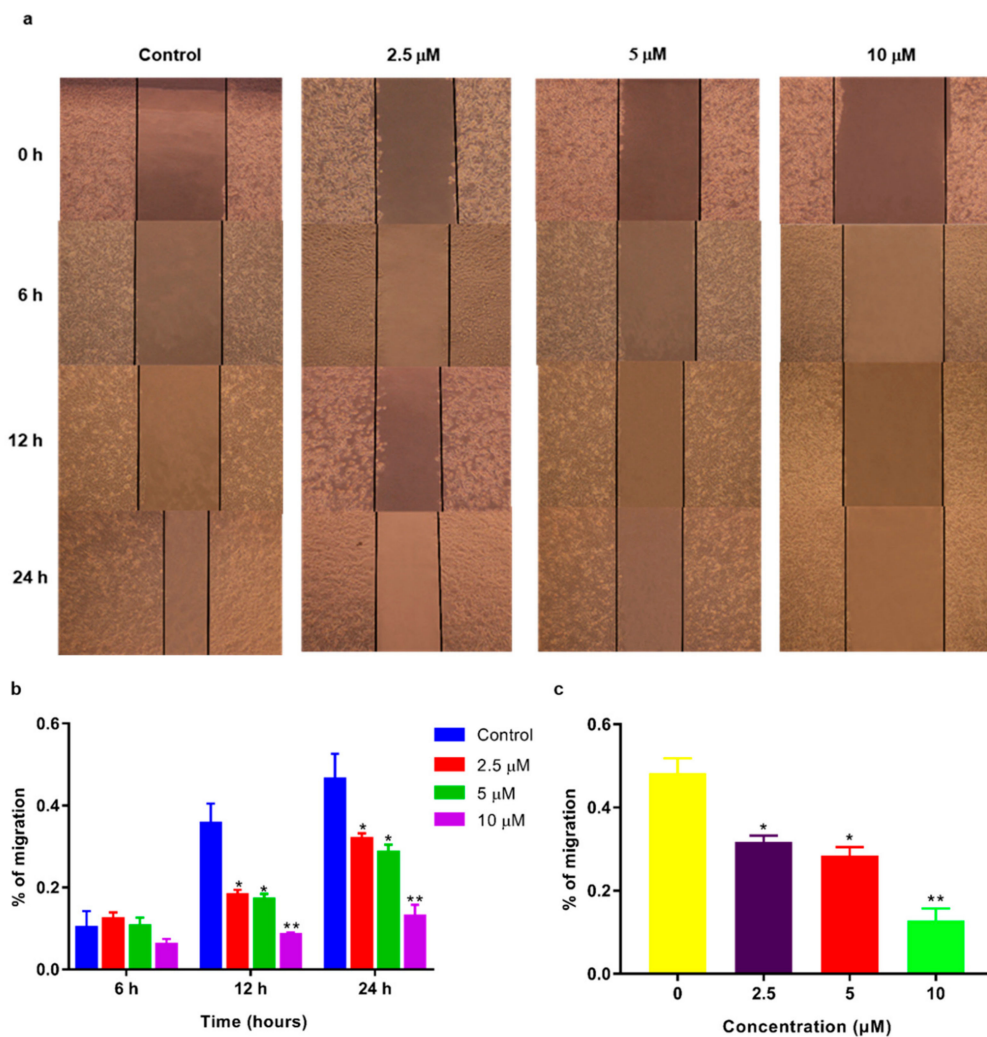 a
Control 2.5 μM 5 μM 10 μM
0 h
6 h
12 h
24 h
b
% of migration
0.6
0.4
0.2
0.0
* * **
* * **
6 h 12 h 24 h
Time (hours)
Control
2.5 μM
5 μM
10 μM
c
% of migration
0.6
0.4
0.2
0.0
* * **
0 2.5 5 10
Concentration (μM)